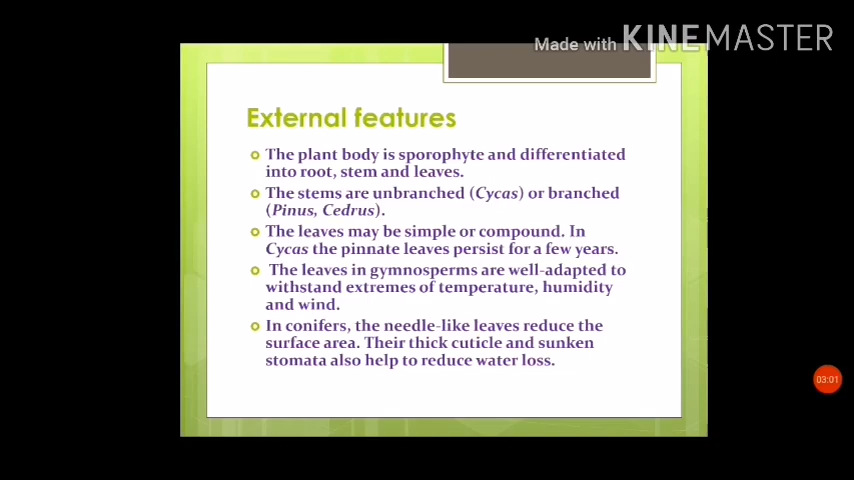 Made with KINEMASTER
External features
The plant body is sporophyte and differentiated
into root, stem and leaves.
The stems are unbranched (Cycas) or branched
(Pinus, Cedrus).
The leaves may be simple or compound. In
Cycas the pinnate leaves persist for a few years.
The leaves in gymnosperms are well-adapted to
withstand extremes of temperature, humidity
and wind.
In conifers, the needle-like leaves reduce the
surface area. Their thick cuticle and sunken
stomata also help to reduce water loss.
03:01